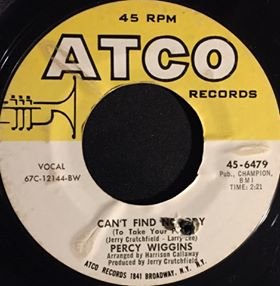 45 RPM
ATCO
RECORDS
VOCAL
67C-12144-BW
45-6479
Pub., CHAMPION,
BMI
TIME: 2:21
CAN'T FIND
(To Take Your
(Jerry Crutchfield - Larry Lee)
PERCY WIGGINS
Arranged by Harrison Calloway
Produced by Jerry Crutchfield
ATCO RECORDS 1841 BROADWAY, N.Y., N.Y.